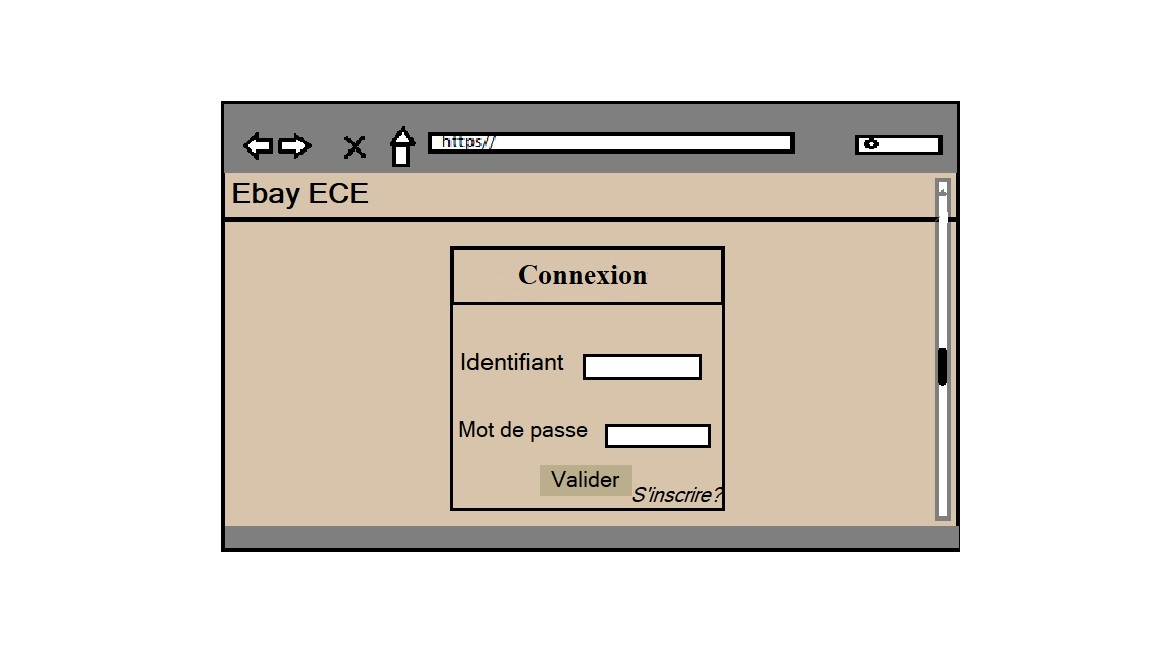 https//
Ebay ECE
Connexion
Identifiant
Mot de passe
Valider
S'inscrire?